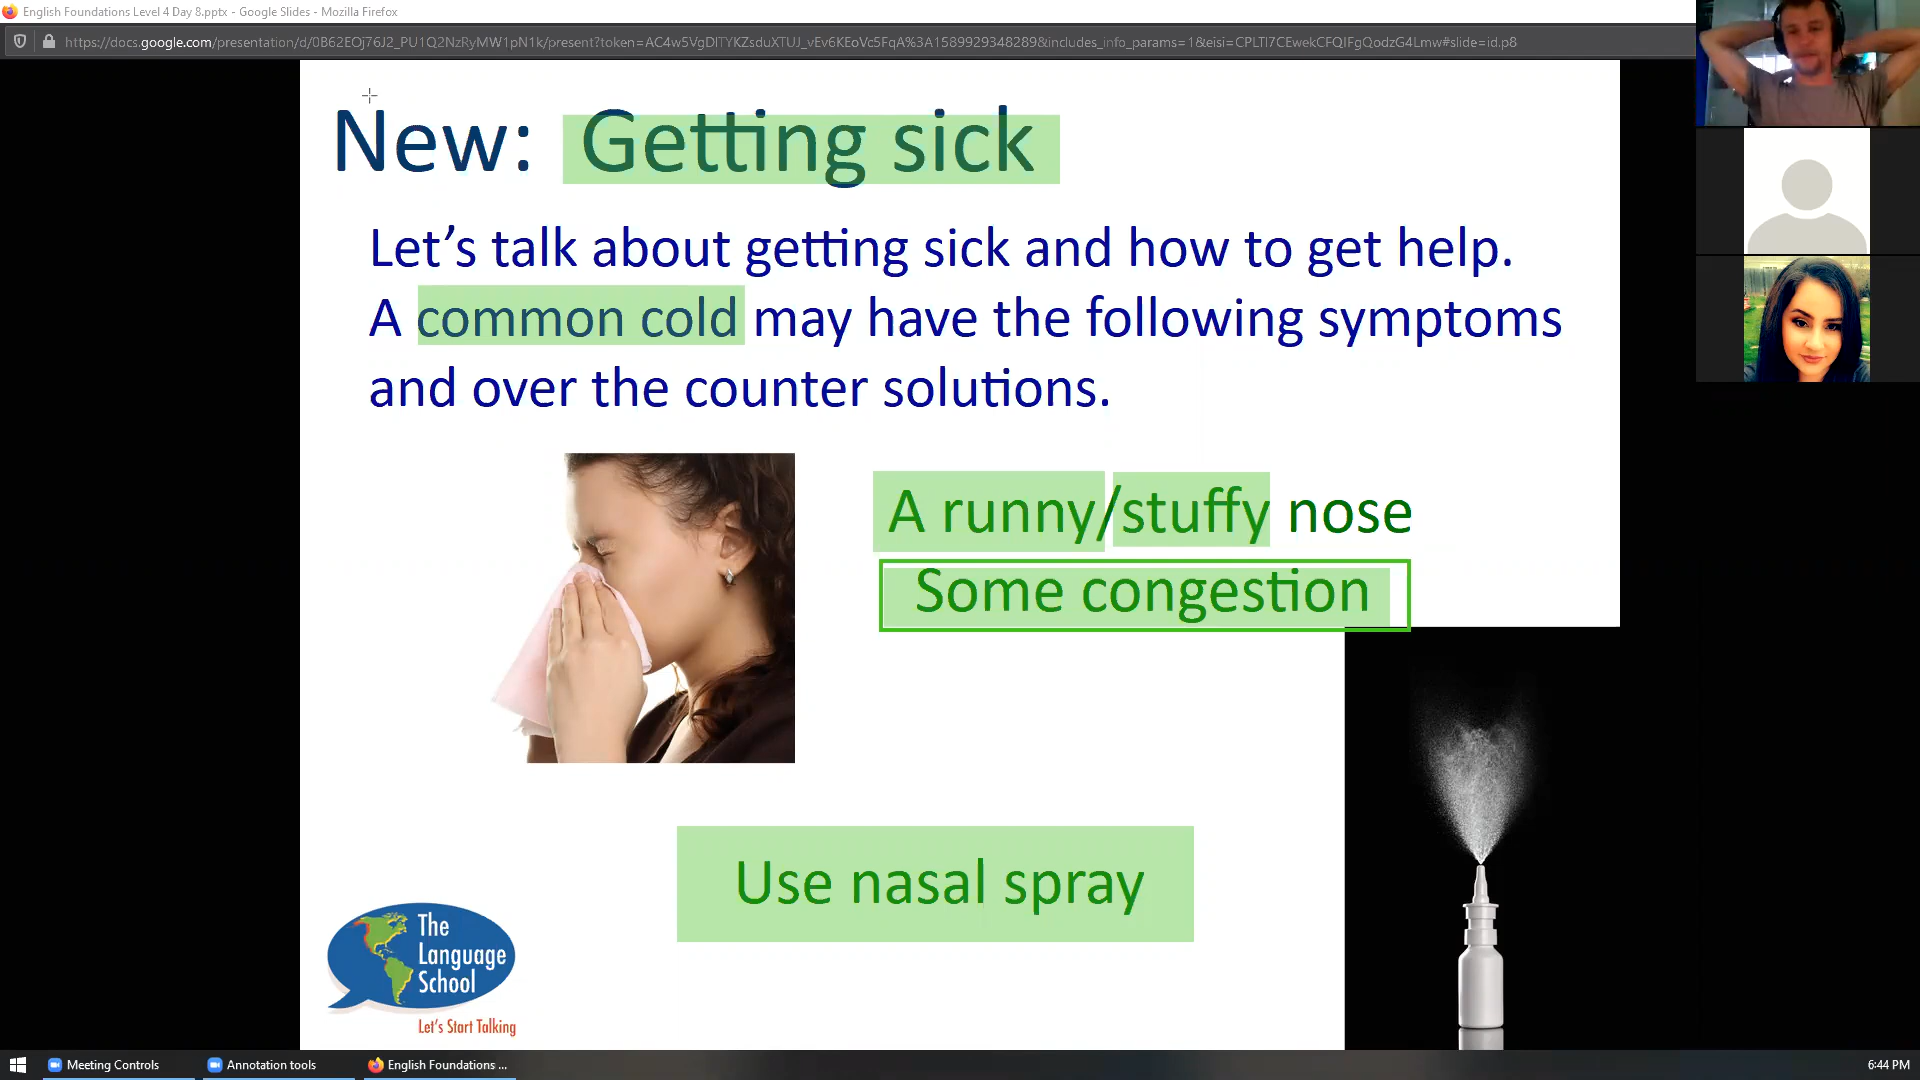 English Foundations Level 4 Day 8.pptx - Google Slides - Mozilla Firefox
https://docs.google.com/presentation/d/0B62EOj76J2_PU1Q2NzRyMW1pN1k/present?token=AC4w5VgDlTYKZsduXTUJ_vEv6KEoVc5FqA%3A1589929348289&includes_info_params=1&eisi=CPLTl7CEwekCFQIFgQodzG4Lmw#slide=id.p8
New: Getting sick
Let's talk about getting sick and how to get help.
A common cold may have the following symptoms
and over the counter solutions.
A runny/stuffy nose
Some congestion
Use nasal spray
The
Language
School
Let's Start Talking
Meeting Controls
Annotation tools
English Foundations ...
6:44 PM